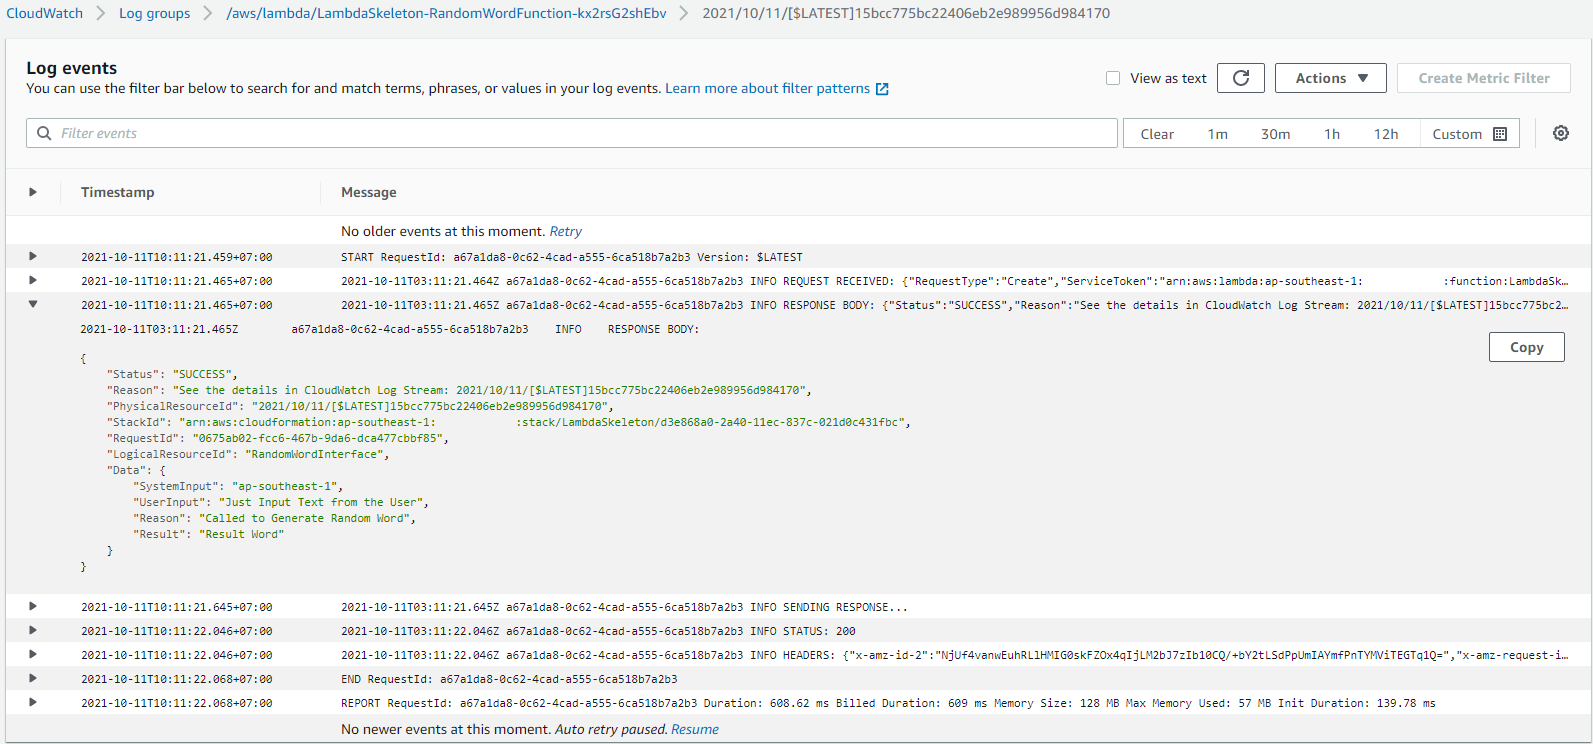 CloudWatch > Log groups > /aws/lambda/LambdaSkeleton-RandomWordFunction-kx2rsG2shEbv > 2021/10/11/[$LATEST]15bcc775bc22406eb2e989956d984170
Log events
You can use the filter bar below to search for and match terms, phrases, or values in your log events. Learn more about filter patterns
View as text Actions Create Metric Filter
Filter events Clear 1m 30m 1h 12h Custom
Timestamp Message
No older events at this moment. Retry
2021-10-11T10:11:21.459+07:00 START RequestId: a67a1da8-0c62-4cad-a555-6ca518b7a2b3 Version: $LATEST
2021-10-11T10:11:21.465+07:00 2021-10-11T03:11:21.464Z a67a1da8-0c62-4cad-a555-6ca518b7a2b3 INFO REQUEST RECEIVED: {"RequestType":"Create","ServiceToken":"arn:aws:lambda:ap-southeast-1: :function:LambdaSk…
2021-10-11T10:11:21.465+07:00 2021-10-11T03:11:21.465Z a67a1da8-0c62-4cad-a555-6ca518b7a2b3 INFO RESPONSE BODY: {"Status":"SUCCESS","Reason":"See the details in CloudWatch Log Stream: 2021/10/11/[$LATEST]15bcc775bc2…
2021-10-11T03:11:21.465Z a67a1da8-0c62-4cad-a555-6ca518b7a2b3 INFO RESPONSE BODY:
Copy
{
"Status": "SUCCESS",
"Reason": "See the details in CloudWatch Log Stream: 2021/10/11/[$LATEST]15bcc775bc22406eb2e989956d984170",
"PhysicalResourceId": "2021/10/11/[$LATEST]15bcc775bc22406eb2e989956d984170",
"StackId": "arn:aws:cloudformation:ap-southeast-1: :stack/LambdaSkeleton/d3e868a0-2a40-11ec-837c-021d0c431fbc",
"RequestId": "0675ab02-fcc6-467b-9da6-dca477cbbf85",
"LogicalResourceId": "RandomWordInterface",
"Data": {
"SystemInput": "ap-southeast-1",
"UserInput": "Just Input Text from the User",
"Reason": "Called to Generate Random Word",
"Result": "Result Word"
}
}
2021-10-11T10:11:21.645+07:00 2021-10-11T03:11:21.645Z a67a1da8-0c62-4cad-a555-6ca518b7a2b3 INFO SENDING RESPONSE...
2021-10-11T10:11:22.046+07:00 2021-10-11T03:11:22.046Z a67a1da8-0c62-4cad-a555-6ca518b7a2b3 INFO STATUS: 200
2021-10-11T10:11:22.046+07:00 2021-10-11T03:11:22.046Z a67a1da8-0c62-4cad-a555-6ca518b7a2b3 INFO HEADERS: {"x-amz-id-2":"NjUf4vanwEuhRL1HMIG0skFZOx4qIjLM2bJ7zIb10CQ/+bY2tLSdPpUmIAYmfPnTYMViTEGTq1Q=","x-amz-request-i…
2021-10-11T10:11:22.068+07:00 END RequestId: a67a1da8-0c62-4cad-a555-6ca518b7a2b3
2021-10-11T10:11:22.068+07:00 REPORT RequestId: a67a1da8-0c62-4cad-a555-6ca518b7a2b3 Duration: 608.62 ms Billed Duration: 609 ms Memory Size: 128 MB Max Memory Used: 57 MB Init Duration: 139.78 ms
No newer events at this moment. Auto retry paused. Resume